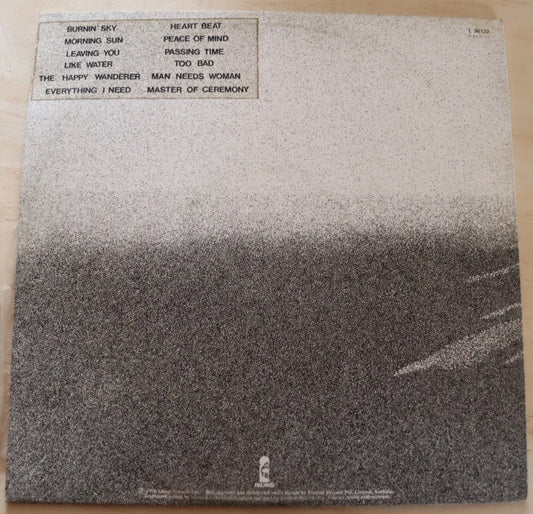 BURNIN' SKY
MORNING SUN
LEAVING YOU
LIKE WATER
THE HAPPY WANDERER
EVERYTHING I NEED
HEART BEAT
PEACE OF MIND
PASSING TIME
TOO BAD
MAN NEEDS WOMAN
MASTER OF CEREMONY
L 36122
ISLAND